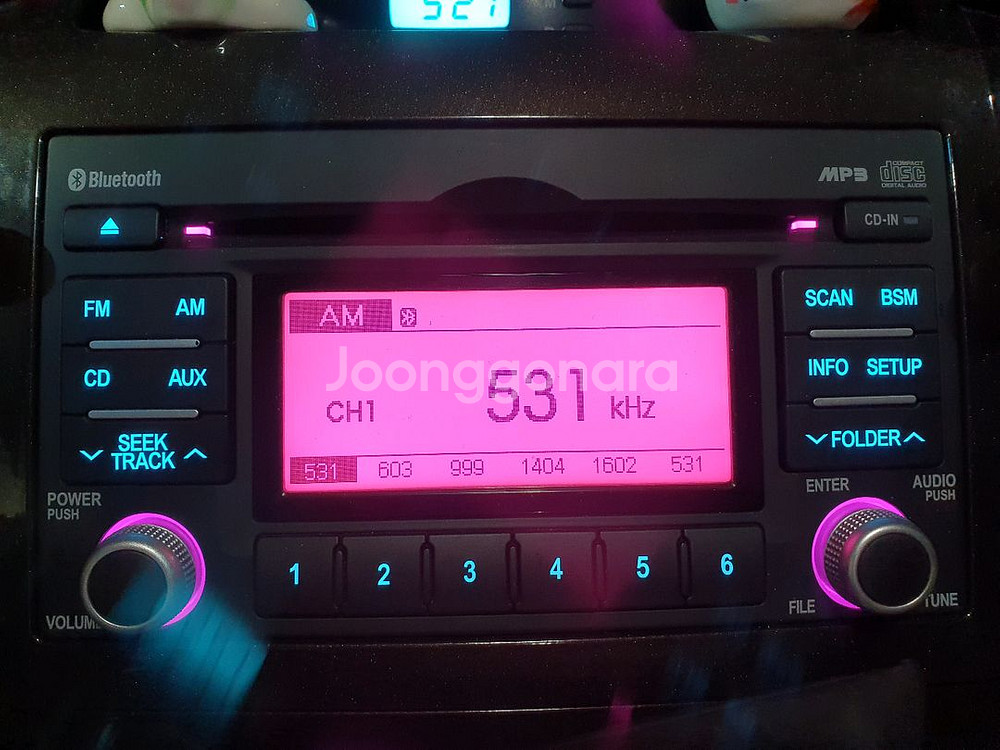 527
Bluetooth
MP3
COMPACT
disc
DIGITAL AUDIO
CD-IN
FM AM
CD AUX
SEEK
TRACK
SCAN BSM
INFO SETUP
FOLDER
AM
Joonggonara
CH1 531 kHz
531 603 999 1404 1602 531
POWER
PUSH
VOLUME
1 2 3 4 5 6
ENTER
AUDIO
PUSH
FILE
TUNE